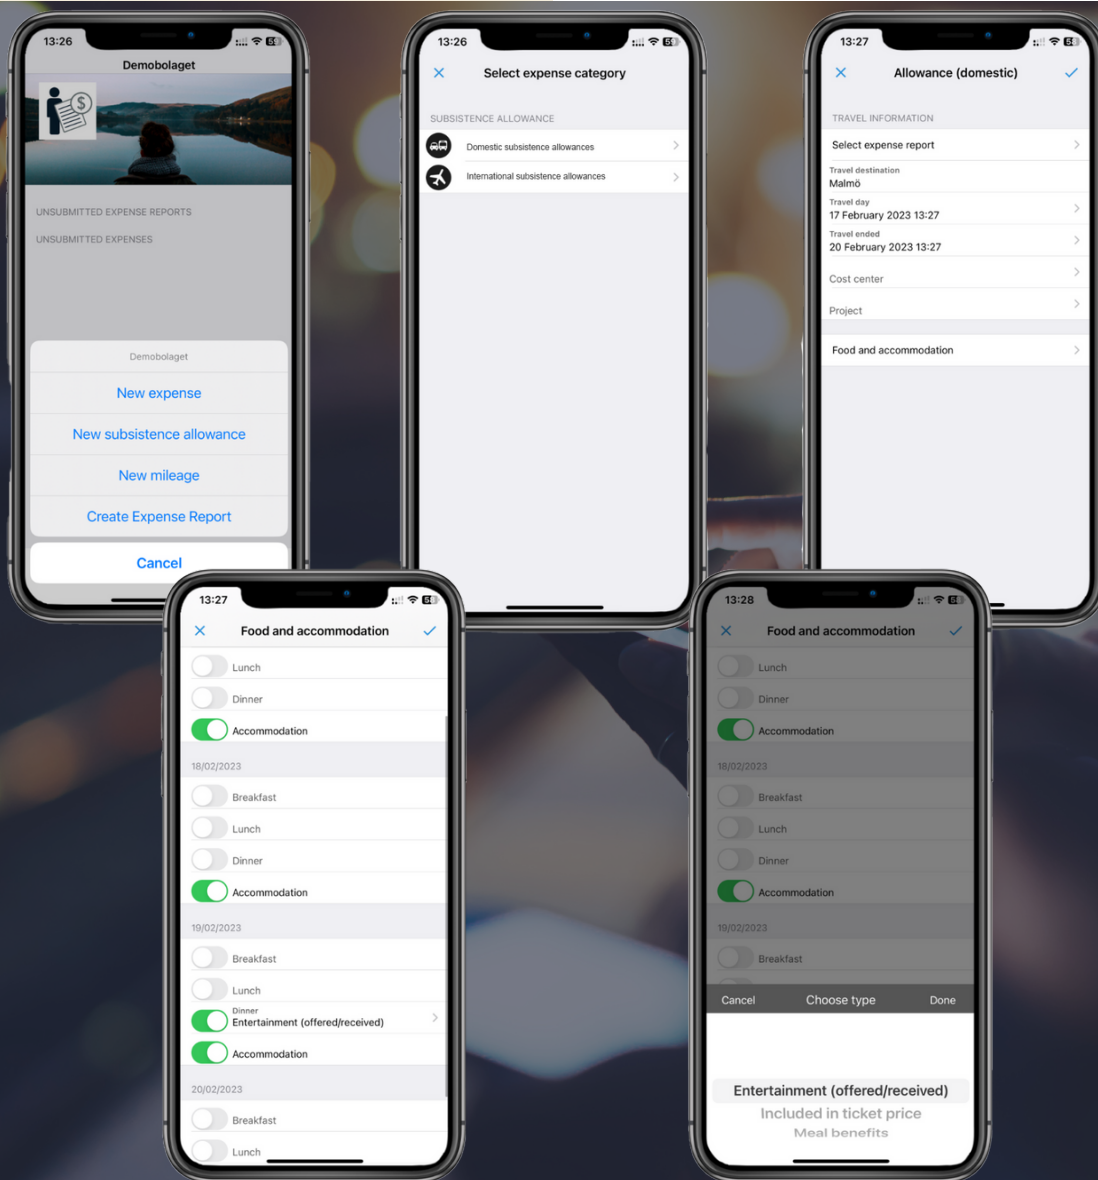 13:26
Demobolaget
$
UNSUBMITTED EXPENSE REPORTS
UNSUBMITTED EXPENSES
Demobolaget
New expense
New subsistence allowance
New mileage
Create Expense Report
Cancel
13:26
Select expense category
SUBSISTENCE ALLOWANCE
Domestic subsistence allowances
International subsistence allowances
13:27
Allowance (domestic)
TRAVEL INFORMATION
Select expense report
Travel destination
Malmö
Travel day
17 February 2023 13:27
Travel ended
20 February 2023 13:27
Cost center
Project
Food and accommodation
13:27
Food and accommodation
Lunch
Dinner
Accommodation
18/02/2023
Breakfast
Lunch
Dinner
Accommodation
19/02/2023
Breakfast
Lunch
Dinner
Entertainment (offered/received)
Accommodation
20/02/2023
Breakfast
Lunch
13:28
Food and accommodation
Lunch
Dinner
Accommodation
18/02/2023
Breakfast
Lunch
Dinner
Accommodation
19/02/2023
Breakfast
Cancel Choose type Done
Entertainment (offered/received)
Included in ticket price
Meal benefits